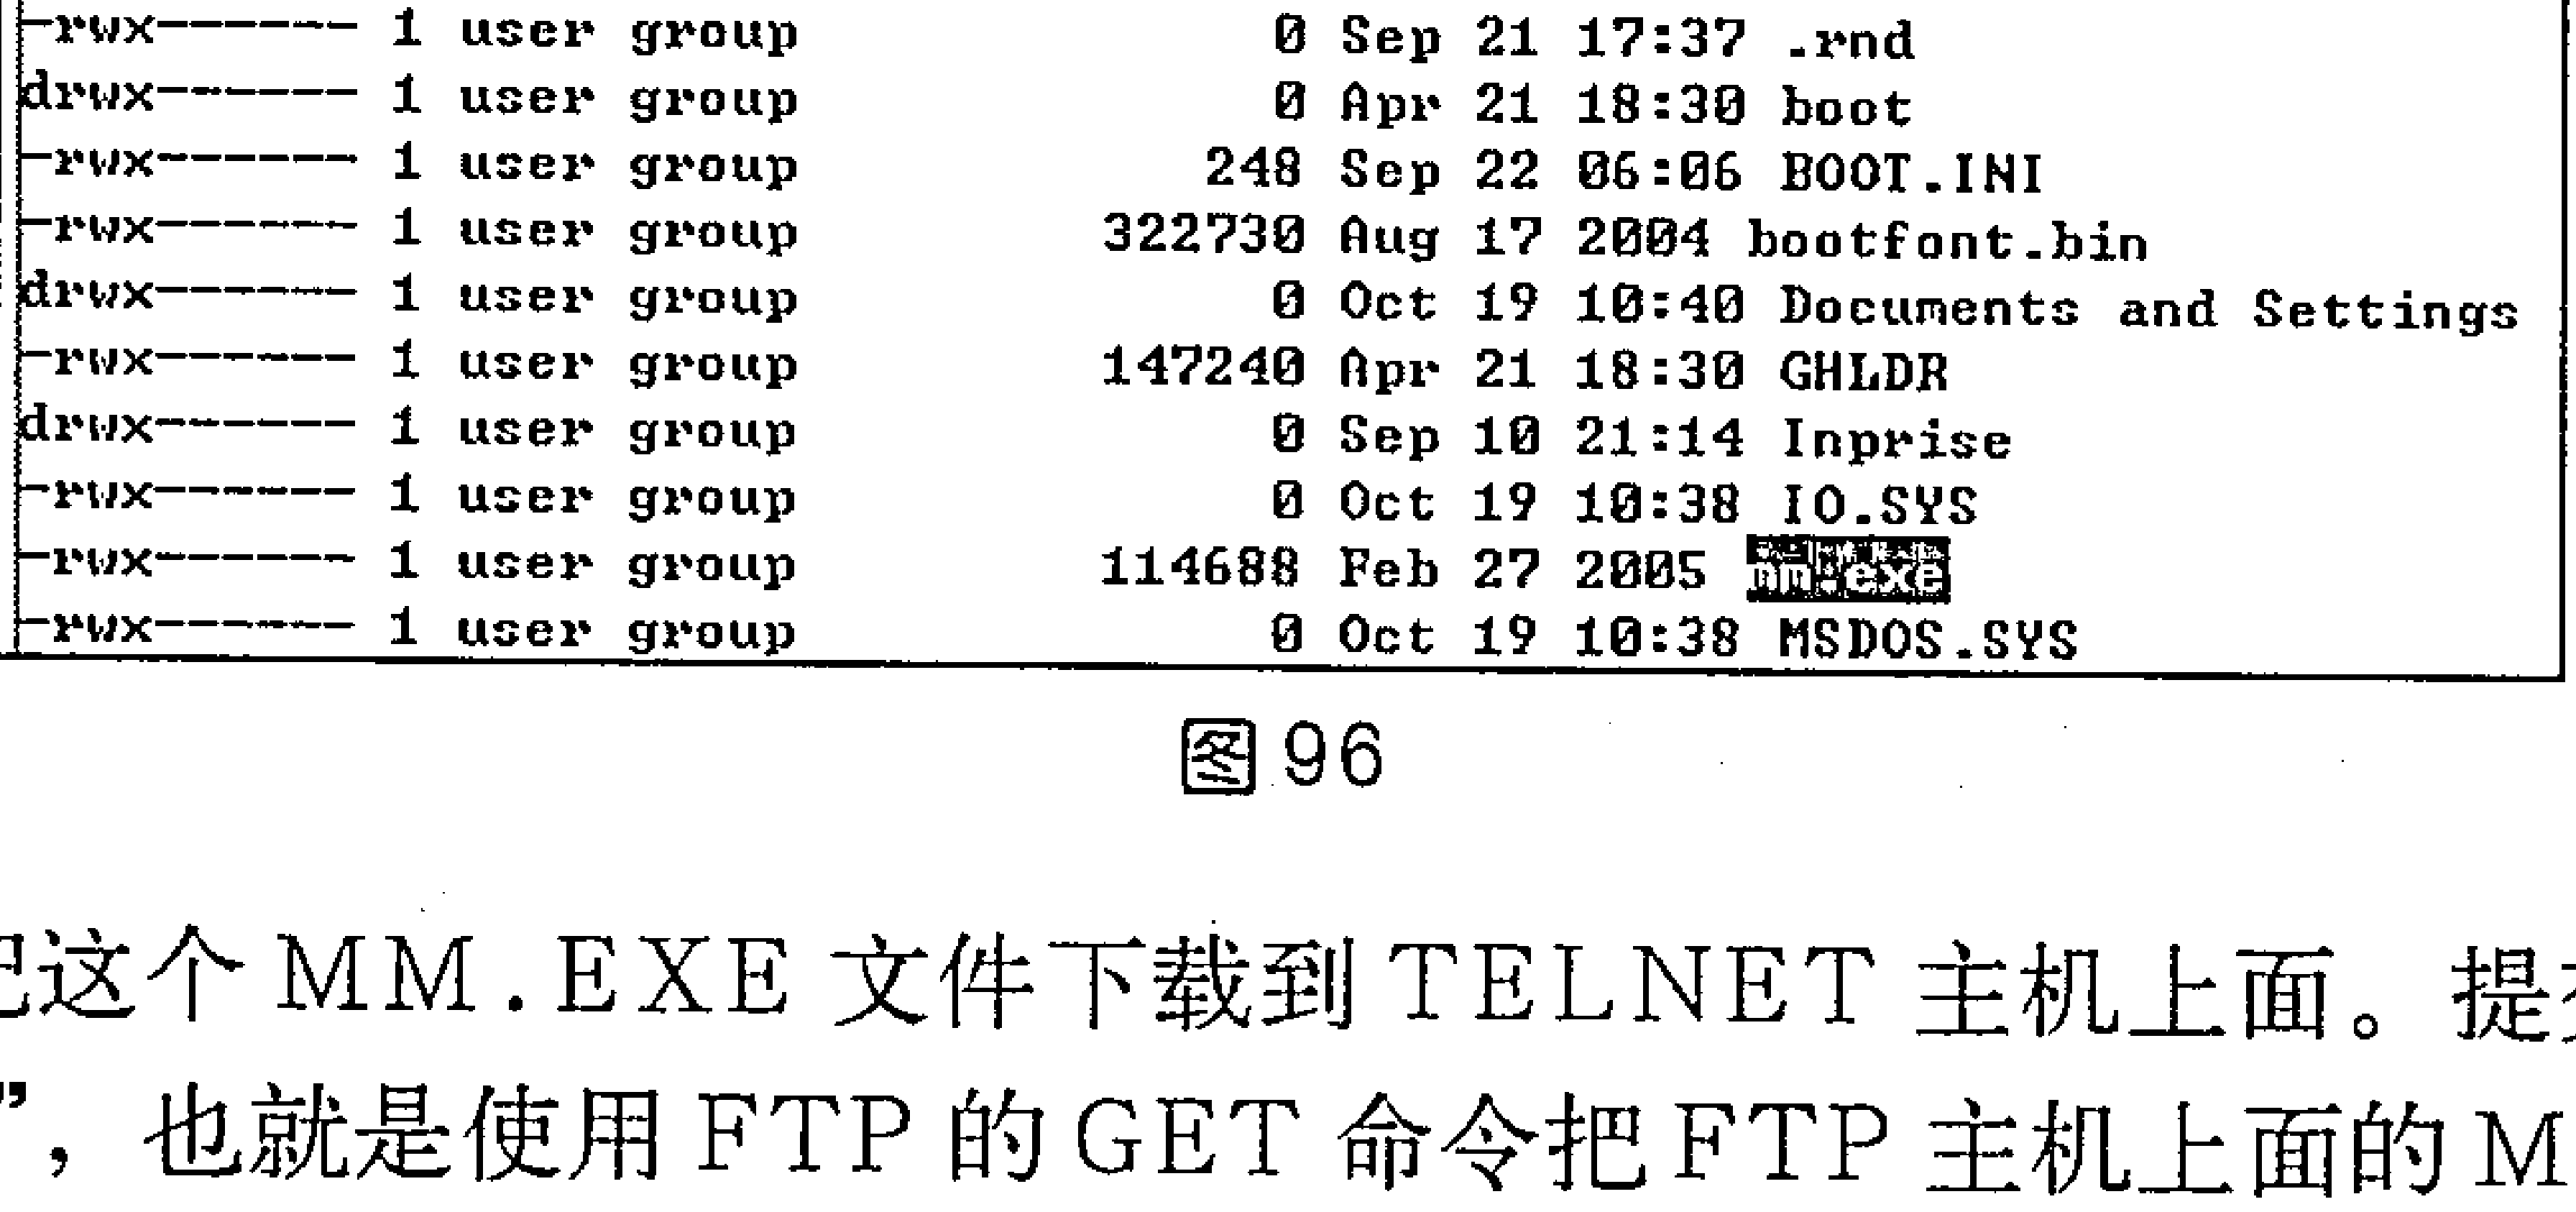 -rwx------ 1 user group 0 Sep 21 17:37 .rnd
drwx------ 1 user group 0 Apr 21 18:30 boot
-rwx------ 1 user group 248 Sep 22 06:06 BOOT.INI
-rwx------ 1 user group 322730 Aug 17 2004 bootfont.bin
drwx------ 1 user group 0 Oct 19 10:40 Documents and Settings
-rwx------ 1 user group 147240 Apr 21 18:30 GHLDR
drwx------ 1 user group 0 Sep 10 21:14 Inprise
-rwx------ 1 user group 0 Oct 19 10:38 IO.SYS
-rwx------ 1 user group 114688 Feb 27 2005 mm.exe
-rwx------ 1 user group 0 Oct 19 10:38 MSDOS.SYS
图96
这个MM.EXE文件下载到TELNET主机上面。提
”，也就是使用FTP的GET命令把FTP主机上面的M